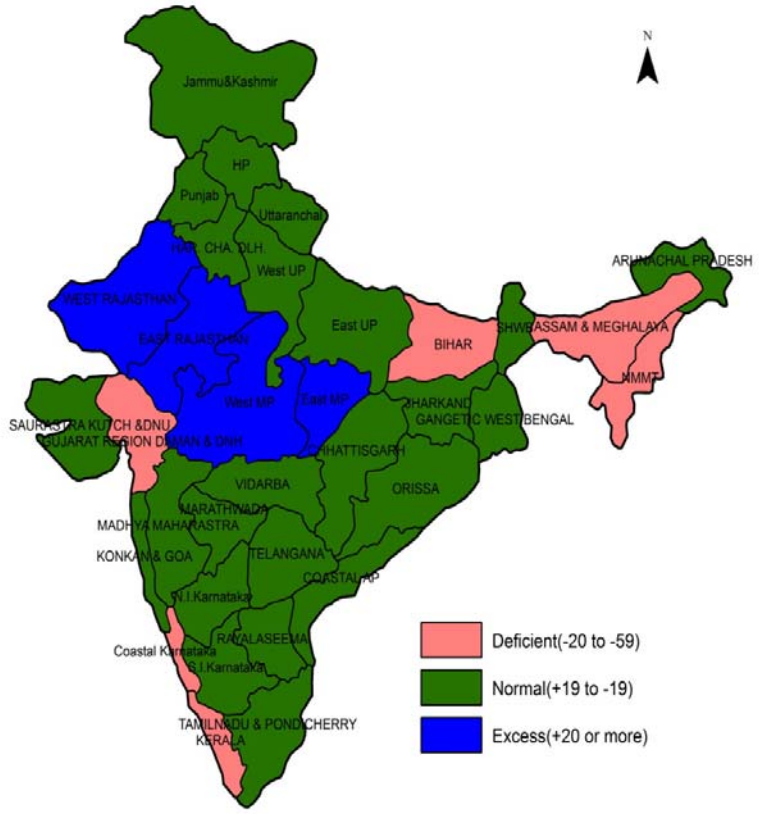 N
Jammu&Kashmir
HP
Punjab
Uttaranchal
HAR. CHA. DLH.
West UP
ARUNACHAL PRADESH
WEST RAJASTHAN
EAST RAJASTHAN
East UP
SHWB
ASSAM & MEGHALAYA
BIHAR
NMMT
West MP
East MP
JHARKAND
GANGETIC WEST BENGAL
SAURASTRA KUTCH &DNU
GUJARAT REGION DAMAN & DNH
CHHATTISGARH
VIDARBA
ORISSA
MARATHWADA
MADHYA MAHARASTRA
KONKAN & GOA
TELANGANA
COASTAL AP
N.I.Karnataka
RAYALASEEMA
Coastal Karnataka
S.I.Karnataka
TAMILNADU & PONDICHERRY
KERALA
Deficient(-20 to -59)
Normal(+19 to -19)
Excess(+20 or more)